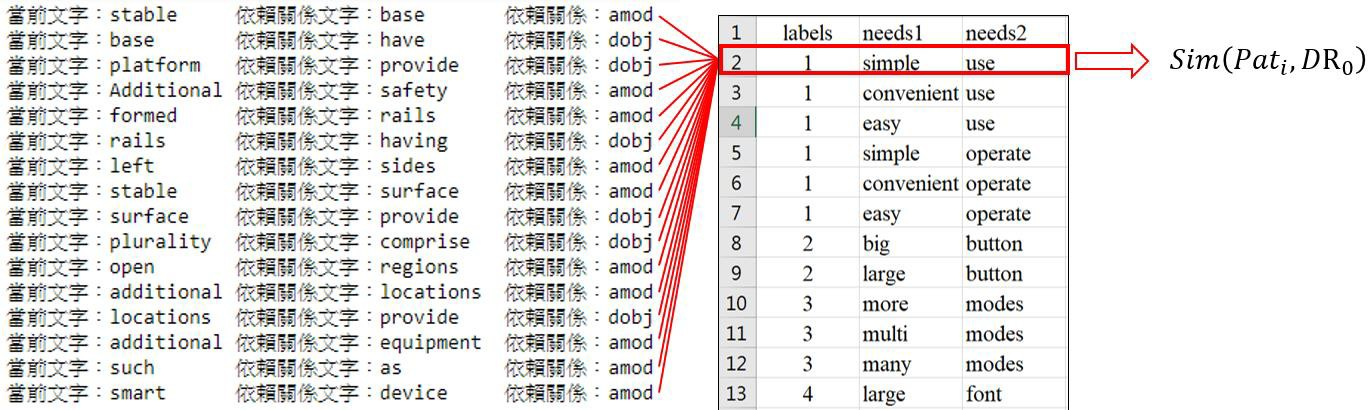 當前文字：stable 依賴關係文字：base 依賴關係：amod
當前文字：base 依賴關係文字：have 依賴關係：dobj
當前文字：platform 依賴關係文字：provide 依賴關係：dobj
當前文字：Additional 依賴關係文字：safety 依賴關係：amod
當前文字：formed 依賴關係文字：rails 依賴關係：amod
當前文字：rails 依賴關係文字：having 依賴關係：dobj
當前文字：left 依賴關係文字：sides 依賴關係：amod
當前文字：stable 依賴關係文字：surface 依賴關係：amod
當前文字：surface 依賴關係文字：provide 依賴關係：dobj
當前文字：plurality 依賴關係文字：comprise 依賴關係：dobj
當前文字：open 依賴關係文字：regions 依賴關係：amod
當前文字：additional 依賴關係文字：locations 依賴關係：amod
當前文字：locations 依賴關係文字：provide 依賴關係：dobj
當前文字：additional 依賴關係文字：equipment 依賴關係：amod
當前文字：such 依賴關係文字：as 依賴關係：amod
當前文字：smart 依賴關係文字：device 依賴關係：amod
1 labels needs1 needs2
2 1 simple use
3 1 convenient use
4 1 easy use
5 1 simple operate
6 1 convenient operate
7 1 easy operate
8 2 big button
9 2 large button
10 3 more modes
11 3 multi modes
12 3 many modes
13 4 large font
Sim(Pat_i, DR_0)